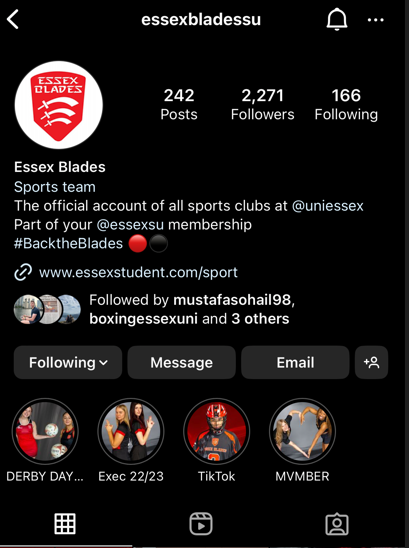 essexbladessu
ESSEX
BLADES
242
Posts
2,271
Followers
166
Following
Essex Blades
Sports team
The official account of all sports clubs at @uniessex
Part of your @essexsu membership
#BacktheBlades
www.essexstudent.com/sport
Followed by mustafasohail98,
boxingessexuni and 3 others
Following
Message
Email
DERBY DAY...
Exec 22/23
TikTok
MVMBER